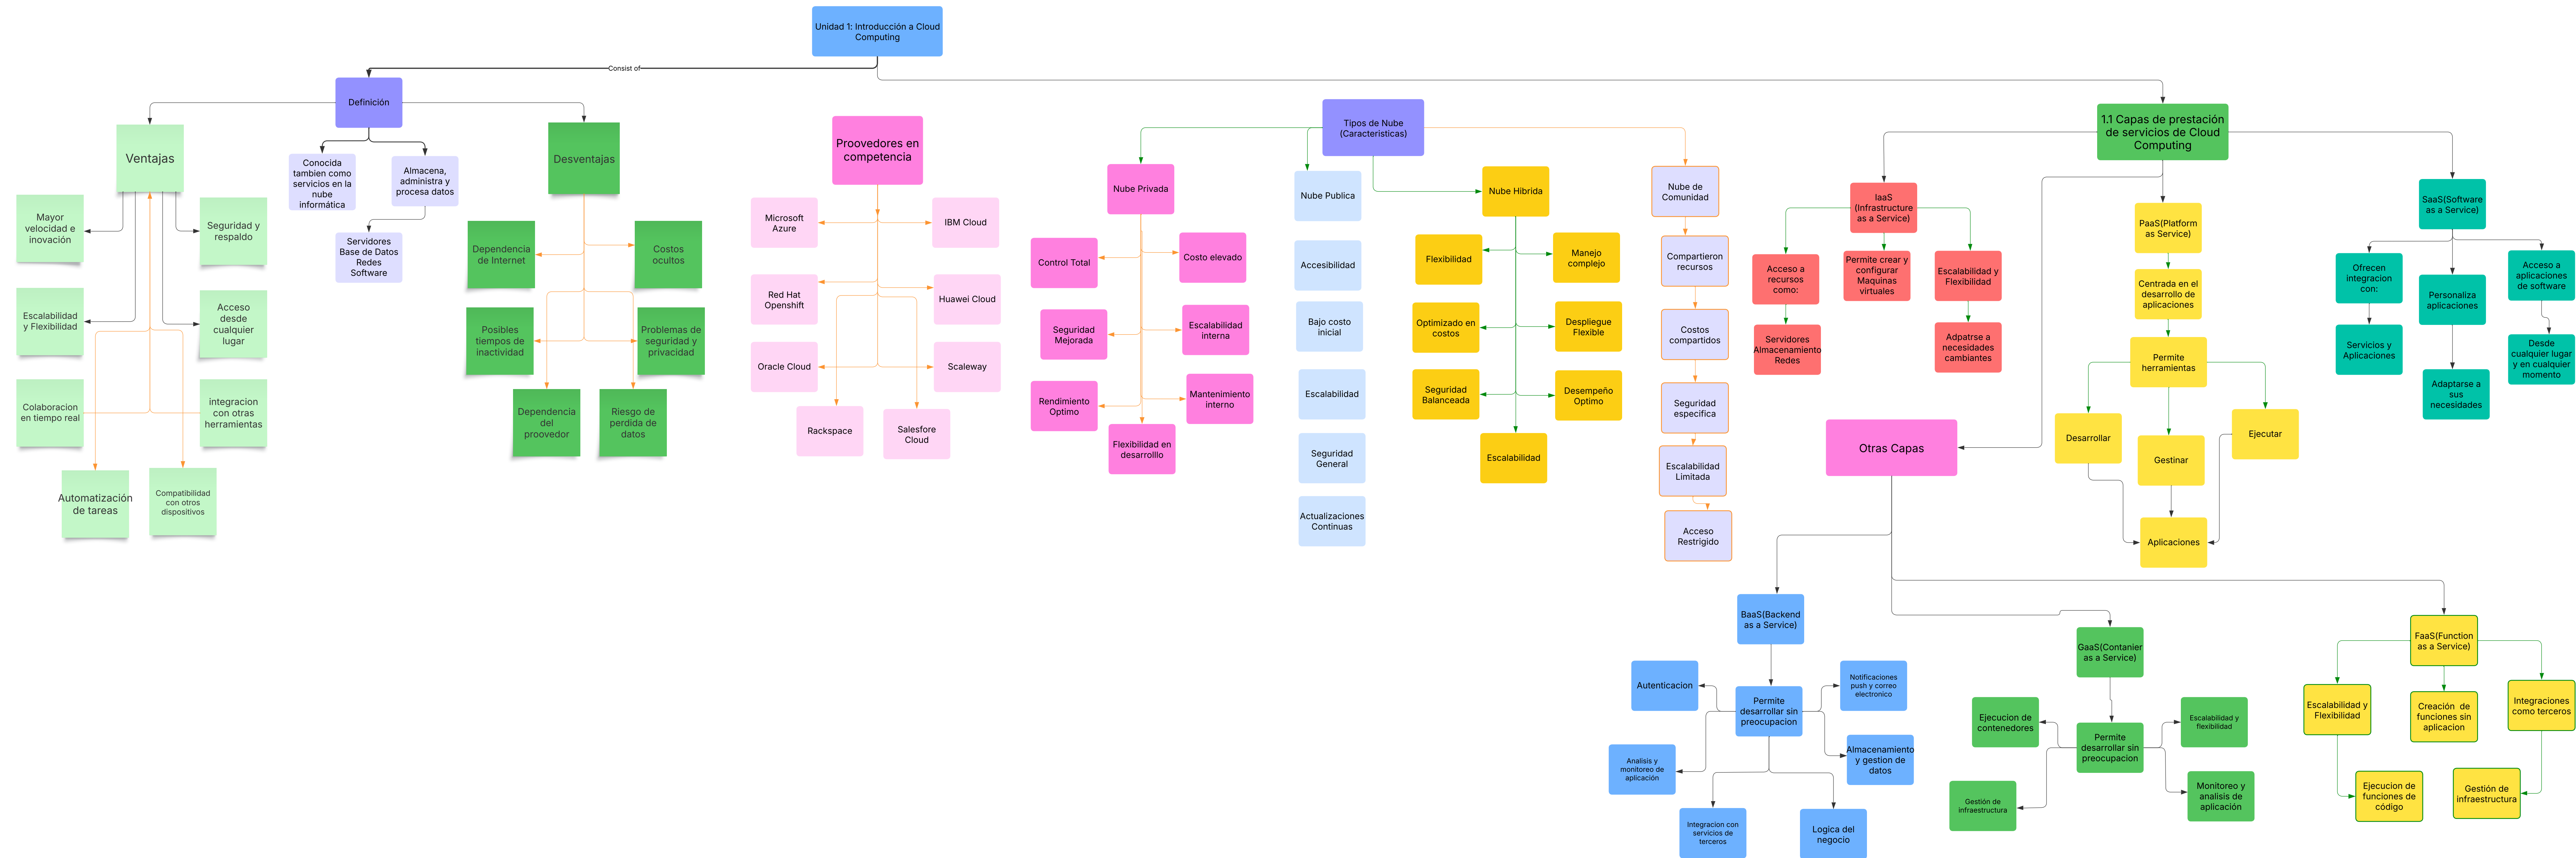 Unidad 1: Introducción a Cloud
Computing
Consist of
Definición
Ventajas
Mayor
velocidad e
inovación
Seguridad y
respaldo
Escalabilidad
y Flexibilidad
Acceso
desde
cualquier
lugar
Colaboracion
en tiempo real
integracion
con otras
herramientas
Automatización
de tareas
Compatibilidad
con otros
dispositivos
Conocida
tambien como
servicios en la
nube
informática
Almacena,
administra y
procesa datos
Servidores
Base de Datos
Redes
Software
Desventajas
Dependencia
de Internet
Costos
ocultos
Posibles
tiempos de
inactividad
Problemas de
seguridad y
privacidad
Dependencia
del
proovedor
Riesgo de
perdida de
datos
Proovedores en
competencia
Microsoft
Azure
IBM Cloud
Red Hat
Openshift
Huawei Cloud
Oracle Cloud
Scaleway
Rackspace
Salesfore
Cloud
Tipos de Nube
(Caracteristicas)
Nube Privada
Control Total
Costo elevado
Seguridad
Mejorada
Escalabilidad
interna
Rendimiento
Optimo
Mantenimiento
interno
Flexibilidad en
desarrolllo
Nube Publica
Accesibilidad
Bajo costo
inicial
Escalabilidad
Seguridad
General
Actualizaciones
Continuas
Nube Hibrida
Flexibilidad
Manejo
complejo
Optimizado en
costos
Despliegue
Flexible
Seguridad
Balanceada
Desempeño
Optimo
Escalabilidad
Nube de
Comunidad
Compartieron
recursos
Costos
compartidos
Seguridad
especifica
Escalabilidad
Limitada
Acceso
Restrigido
1.1 Capas de prestación
de servicios de Cloud
Computing
IaaS
(Infrastructure
as a Service)
Acceso a
recursos
como:
Permite crear y
configurar
Maquinas
virtuales
Escalabilidad y
Flexibilidad
Servidores
Almacenamiento
Redes
Adpatrse a
necesidades
cambiantes
PaaS(Platform
as Service)
Centrada en el
desarrollo de
aplicaciones
Permite
herramientas
Desarrollar
Gestinar
Ejecutar
Aplicaciones
SaaS(Software
as a Service)
Ofrecen
integracion
con:
Personaliza
aplicaciones
Acceso a
aplicaciones
de software
Servicios y
Aplicaciones
Adaptarse a
sus
necesidades
Desde
cualquier lugar
y en cualquier
momento
Otras Capas
BaaS(Backend
as a Service)
Permite
desarrollar sin
preocupacion
Autenticacion
Notificaciones
push y correo
electronico
Analisis y
monitoreo de
aplicación
Almacenamiento
y gestion de
datos
Integracion con
servicios de
terceros
Logica del
negocio
GaaS(Contanier
as a Service)
Permite
desarrollar sin
preocupacion
Ejecucion de
contenedores
Escalabilidad y
flexibilidad
Gestión de
infraestructura
Monitoreo y
analisis de
aplicación
FaaS(Function
as a Service)
Escalabilidad y
Flexibilidad
Creación de
funciones sin
aplicacion
Integraciones
como terceros
Ejecucion de
funciones de
código
Gestión de
infraestructura